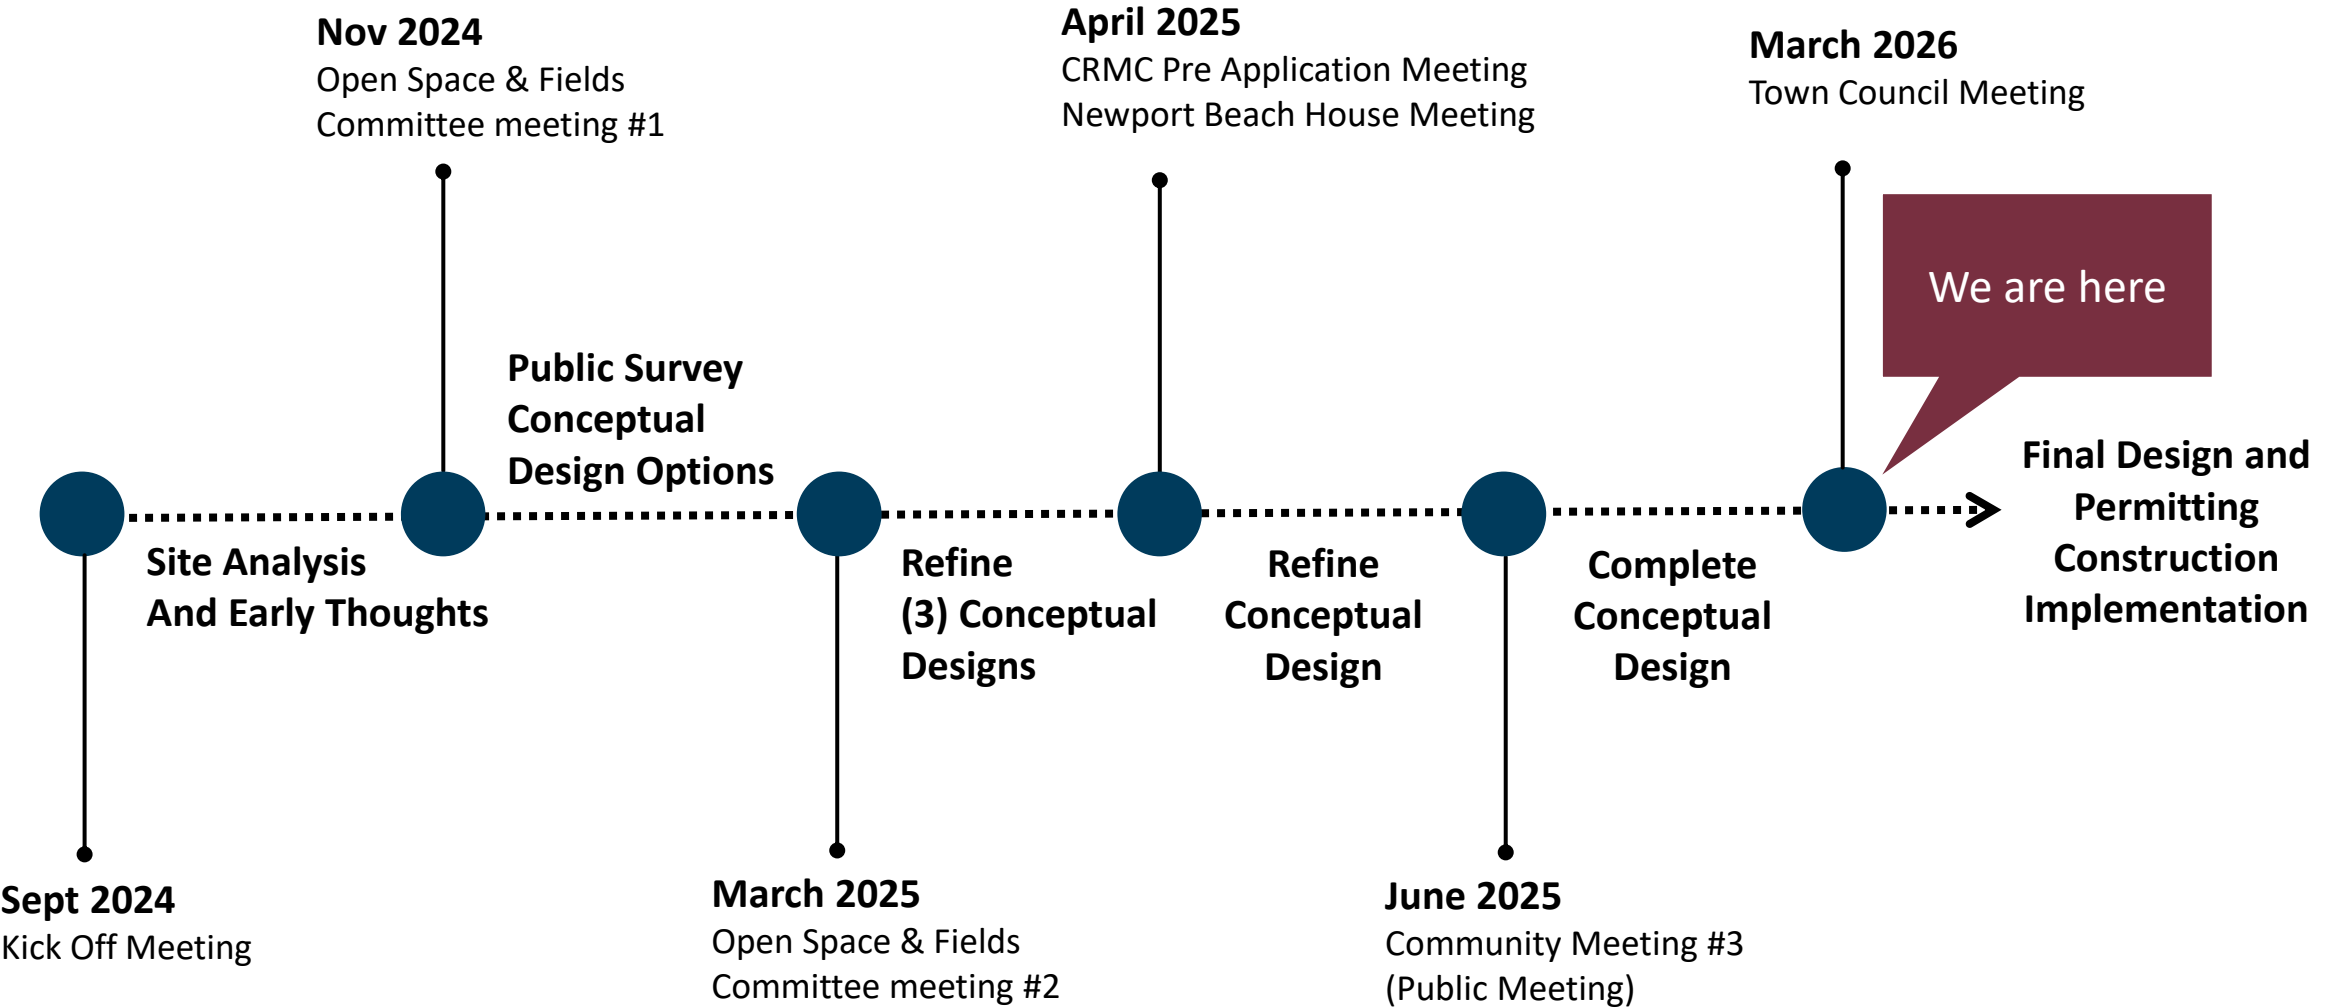 Nov 2024
Open Space & Fields
Committee meeting #1
April 2025
CRMC Pre Application Meeting
Newport Beach House Meeting
March 2026
Town Council Meeting
We are here
Public Survey
Conceptual
Design Options
Site Analysis
And Early Thoughts
Refine
(3) Conceptual
Designs
Refine
Conceptual
Design
Complete
Conceptual
Design
Final Design and
Permitting
Construction
Implementation
Sept 2024
Kick Off Meeting
March 2025
Open Space & Fields
Committee meeting #2
June 2025
Community Meeting #3
(Public Meeting)